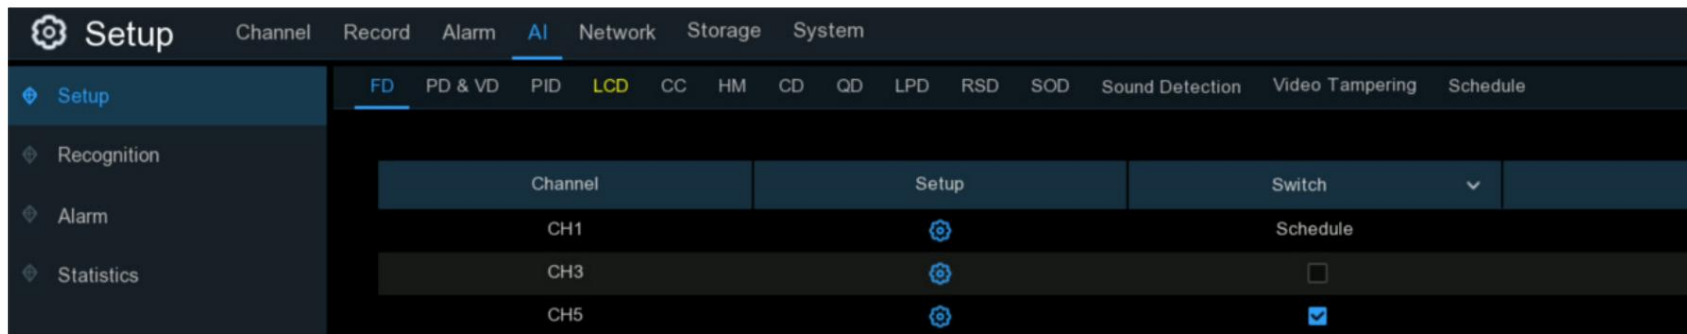 Setup Channel Record Alarm AI Network Storage System
Setup FD PD & VD PID LCD CC HM CD QD LPD RSD SOD Sound Detection Video Tampering Schedule
Recognition
Alarm
Statistics
Channel Setup Switch
CH1 Schedule
CH3
CH5